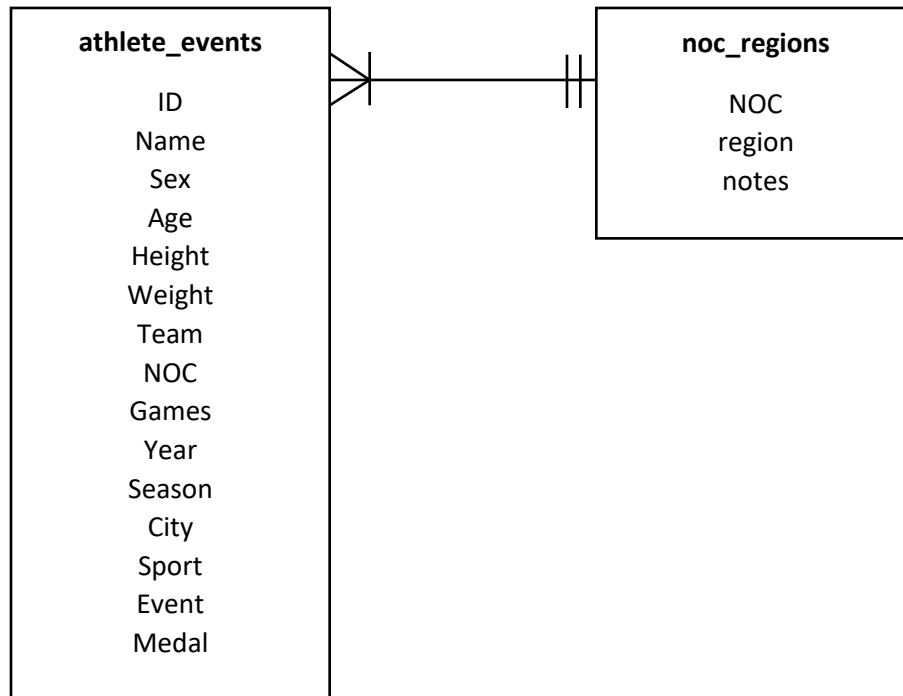 athlete_events
ID
Name
Sex
Age
Height
Weight
Team
NOC
Games
Year
Season
City
Sport
Event
Medal
noc_regions
NOC
region
notes